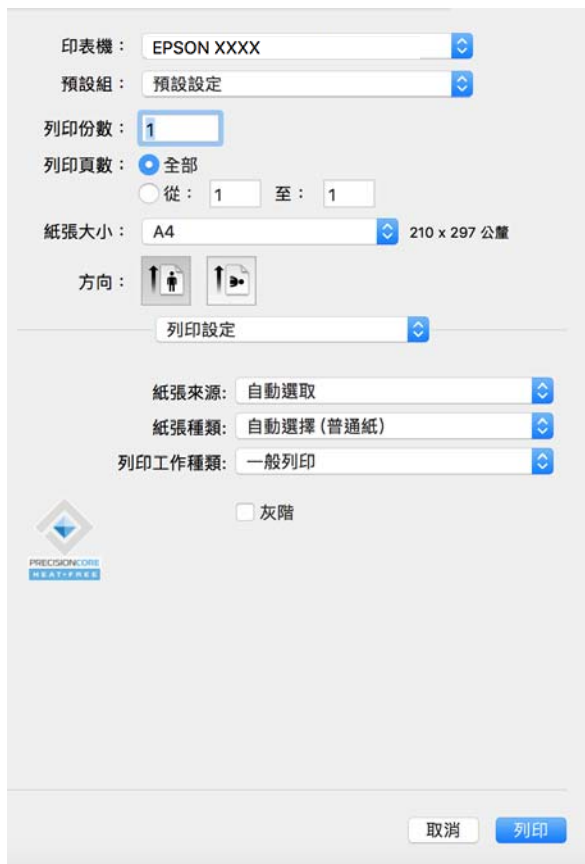 印表機： EPSON XXXX
預設組： 預設設定
列印份數： 1
列印頁數： 全部
從： 1 至： 1
紙張大小： A4 210 x 297 公釐
方向：
列印設定
紙張來源: 自動選取
紙張種類: 自動選擇 (普通紙)
列印工作種類: 一般列印
灰階
PRECISIONCORE
HEAT-FREE
取消 列印